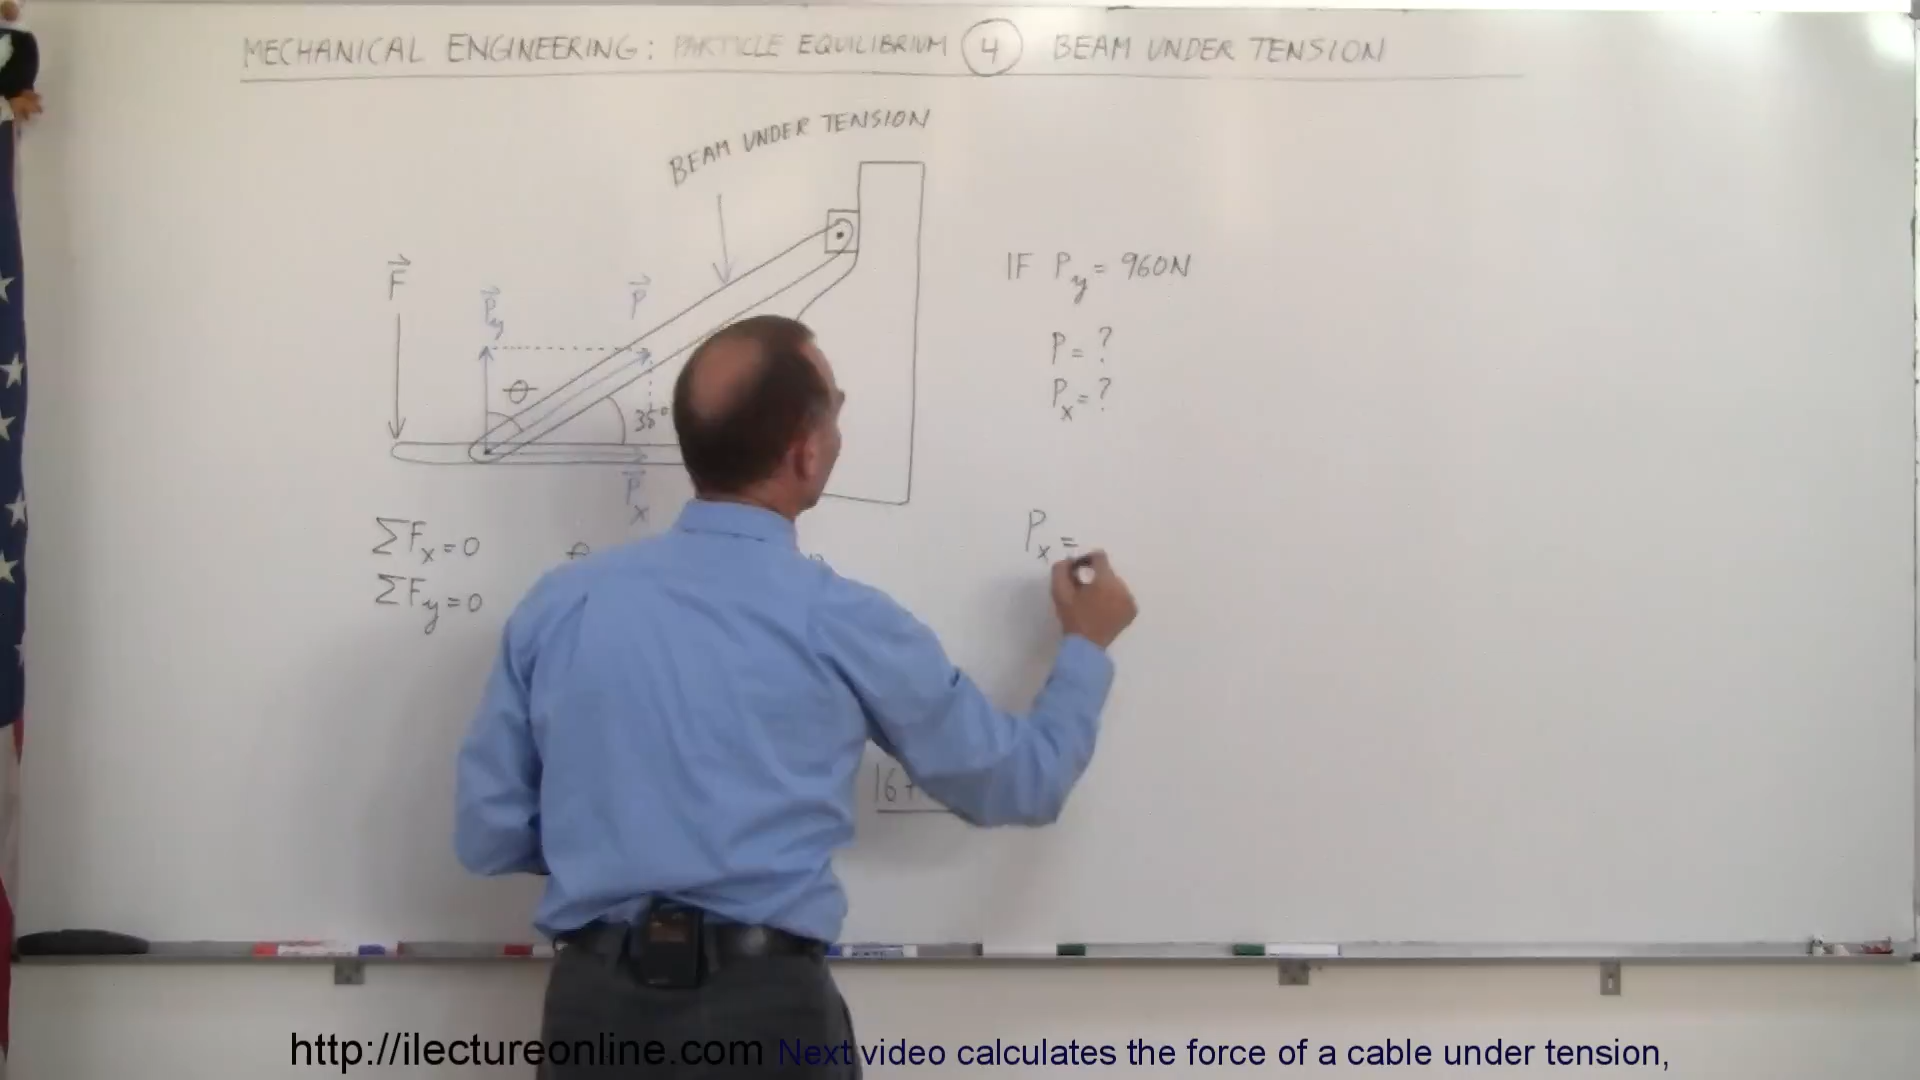 MECHANICAL ENGINEERING: PARTICLE EQUILIBRIUM 4 BEAM UNDER TENSION
BEAM UNDER TENSION
F
Py
P
θ
35°
Px
IF Py = 960N
P = ?
Px = ?
ΣFx = 0
ΣFy = 0
Px =
16
http://ilectureonline.com Next video calculates the force of a cable under tension,